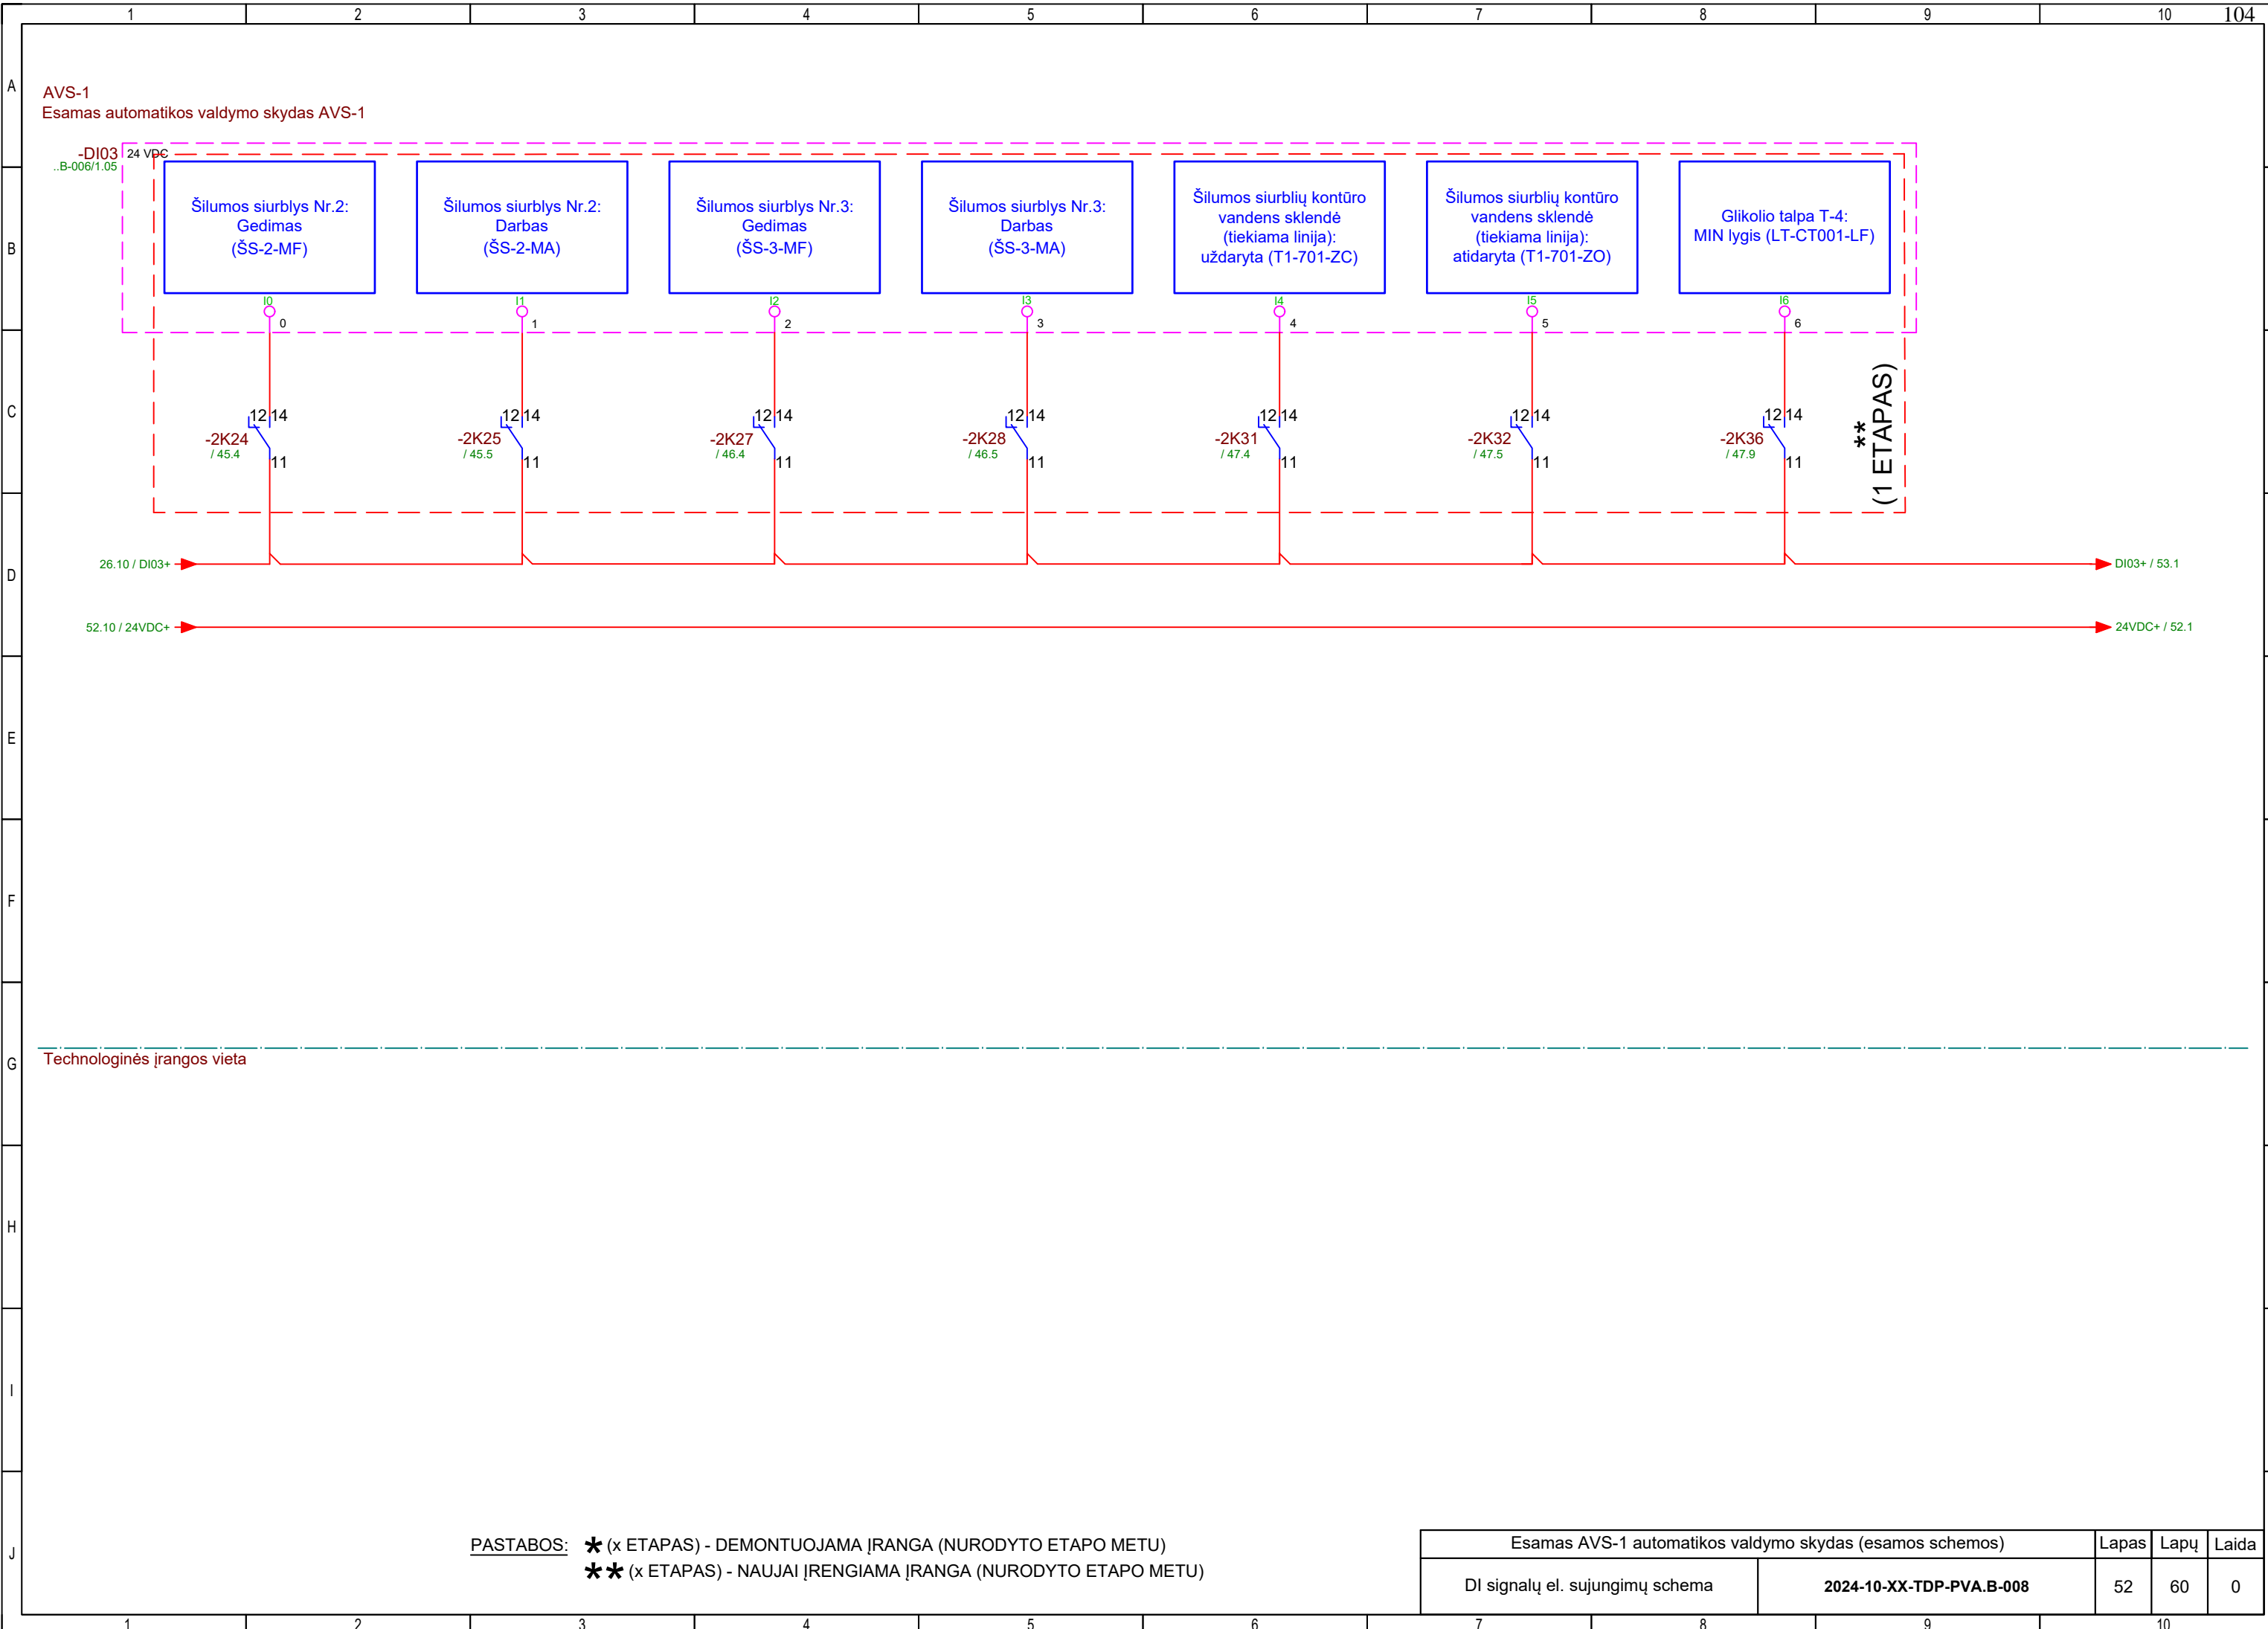 1 2 3 4 5 6 7 8 9 10 104
A
AVS-1
Esamas automatikos valdymo skydas AVS-1
-DI03 24 VDC
..B-006/1.05
Šilumos siurblys Nr.2:
Gedimas
(ŠS-2-MF)
Šilumos siurblys Nr.2:
Darbas
(ŠS-2-MA)
Šilumos siurblys Nr.3:
Gedimas
(ŠS-3-MF)
Šilumos siurblys Nr.3:
Darbas
(ŠS-3-MA)
Šilumos siurblių kontūro
vandens sklendė
(tiekiama linija):
uždaryta (T1-701-ZC)
Šilumos siurblių kontūro
vandens sklendė
(tiekiama linija):
atidaryta (T1-701-ZO)
Glikolio talpa T-4:
MIN lygis (LT-CT001-LF)
B
I0 I1 I2 I3 I4 I5 I6
0 1 2 3 4 5 6
C
12 14 12 14 12 14 12 14 12 14 12 14 12 14
-2K24 -2K25 -2K27 -2K28 -2K31 -2K32 -2K36
/ 45.4 / 45.5 / 46.4 / 46.5 / 47.4 / 47.5 / 47.9
11 11 11 11 11 11 11
**
(1 ETAPAS)
D
26.10 / DI03+ DI03+ / 53.1
52.10 / 24VDC+ 24VDC+ / 52.1
E
F
G
Technologinės įrangos vieta
H
I
J
PASTABOS: * (x ETAPAS) - DEMONTUOJAMA ĮRANGA (NURODYTO ETAPO METU)
** (x ETAPAS) - NAUJAI ĮRENGIAMA ĮRANGA (NURODYTO ETAPO METU)
Esamas AVS-1 automatikos valdymo skydas (esamos schemos) Lapas Lapų Laida
DI signalų el. sujungimų schema 2024-10-XX-TDP-PVA.B-008 52 60 0
1 2 3 4 5 6 7 8 9 10